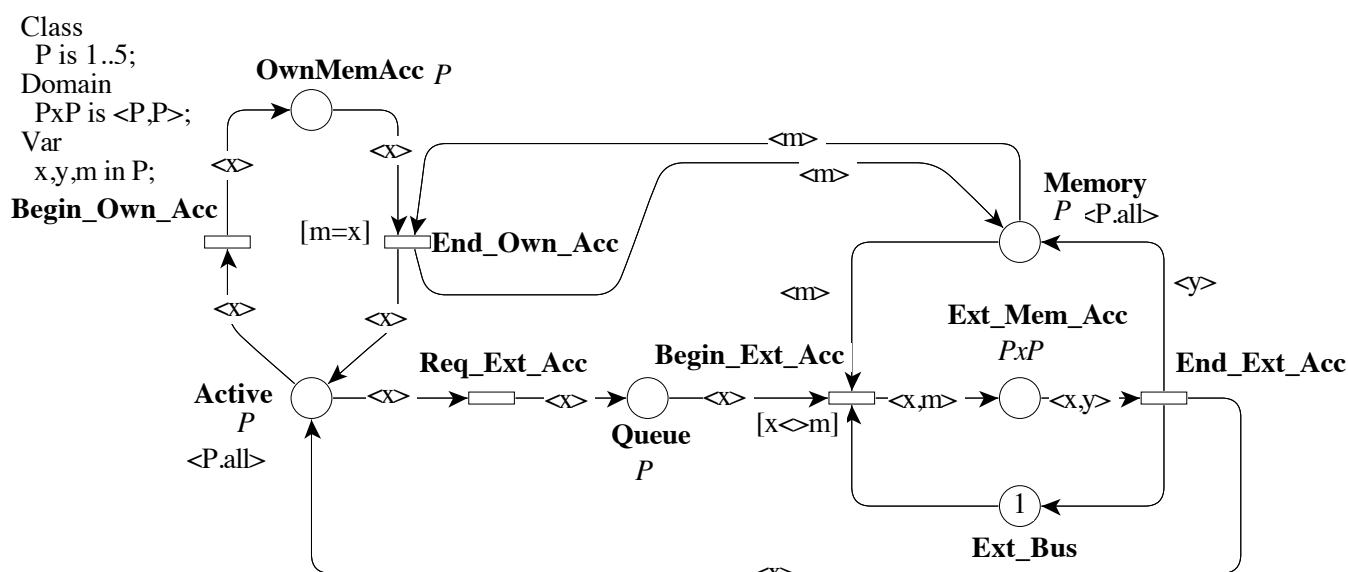 Class
P is 1..5;
Domain
PxP is <P,P>;
Var
x,y,m in P;
OwnMemAcc P
<x>
<x>
<m>
<m>
Begin_Own_Acc
[m=x]
End_Own_Acc
Memory
P <P.all>
<x>
<x>
<m>
<y>
Ext_Mem_Acc
PxP
Active
P
<P.all>
<x>
Req_Ext_Acc
<x>
Queue
P
<x>
Begin_Ext_Acc
[x<>m]
<x,m>
<x,y>
End_Ext_Acc
1
Ext_Bus
<x>